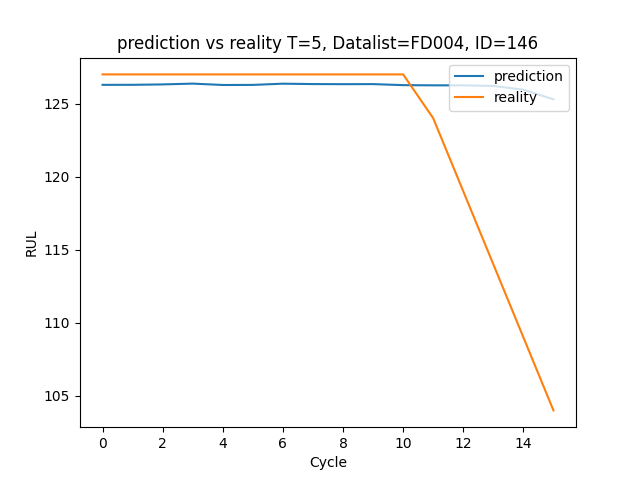 prediction vs reality T=5, Datalist=FD004, ID=146
prediction
reality
RUL
125
120
115
110
105
0 2 4 6 8 10 12 14
Cycle